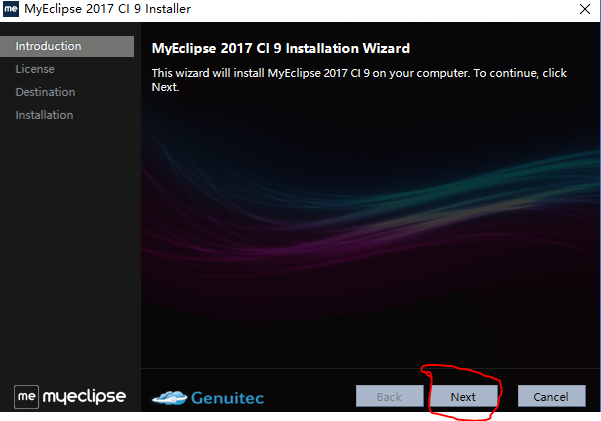 me MyEclipse 2017 CI 9 Installer
Introduction
License
Destination
Installation
MyEclipse 2017 CI 9 Installation Wizard
This wizard will install MyEclipse 2017 CI 9 on your computer. To continue, click
Next.
me myeclipse
Genuitec
Back
Next
Cancel